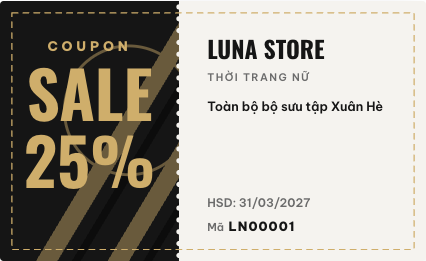 COUPON
SALE
25%
LUNA STORE
THỜI TRANG NỮ
Toàn bộ bộ sưu tập Xuân Hè
HSD: 31/03/2027
Mã LN00001